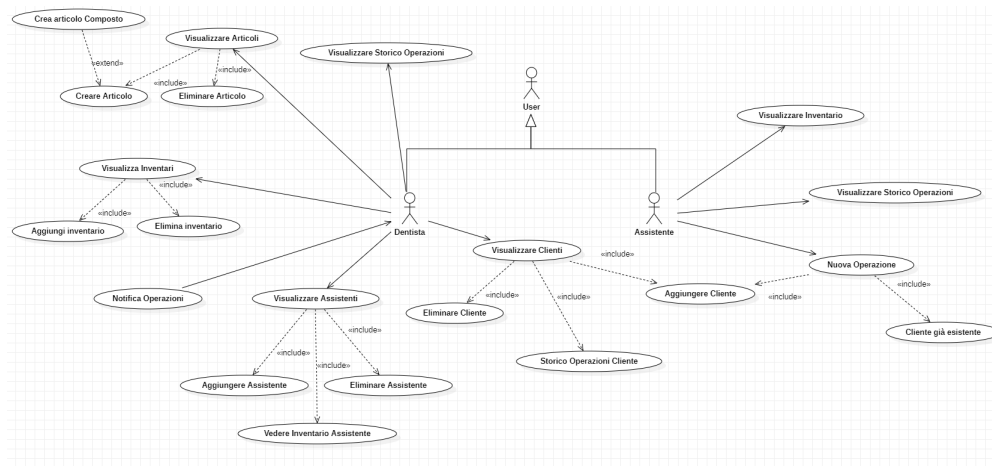 Crea articolo Composto
Visualizzare Articoli
Visualizzare Storico Operazioni
«extend»
«include»
«include»
Creare Articolo
Eliminare Articolo
User
Visualizzare Inventario
Visualizza Inventari
«include»
«include»
Aggiungi inventario
Elimina inventario
Visualizzare Storico Operazioni
Dentista
Assistente
Visualizzare Clienti
«include»
Nuova Operazione
Notifica Operazioni
Visualizzare Assistenti
«include»
«include»
Aggiungere Cliente
«include»
«include»
Eliminare Cliente
Cliente già esistente
«include»
«include»
«include»
Storico Operazioni Cliente
Aggiungere Assistente
Eliminare Assistente
Vedere Inventario Assistente